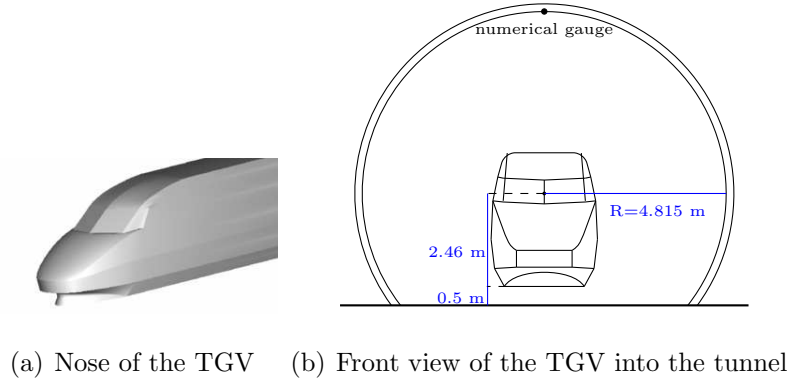 numerical gauge
R=4.815 m
2.46 m
0.5 m
(a) Nose of the TGV (b) Front view of the TGV into the tunnel